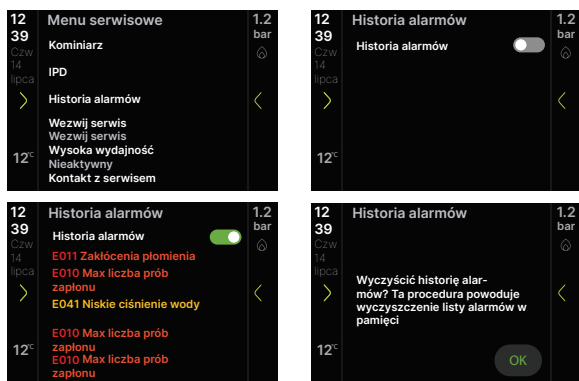 12
39
Czw
14
lipca
12°C
Menu serwisowe
Kominiarz
IPD
Historia alarmów
Wezwij serwis
Wezwij serwis
Wysoka wydajność
Nieaktywny
Kontakt z serwisem
1.2
bar
12
39
Czw
14
lipca
12°C
Historia alarmów
Historia alarmów
1.2
bar
12
39
Czw
14
lipca
12°C
Historia alarmów
Historia alarmów
E011 Zakłócenia płomienia
E010 Max liczba prób
zapłonu
E041 Niskie ciśnienie wody
E010 Max liczba prób
zapłonu
E010 Max liczba prób
zapłonu
1.2
bar
12
39
Czw
14
lipca
12°C
Historia alarmów
Wyczyścić historię alar-
mów? Ta procedura powoduje
wyczyszczenie listy alarmów w
pamięci
OK
1.2
bar